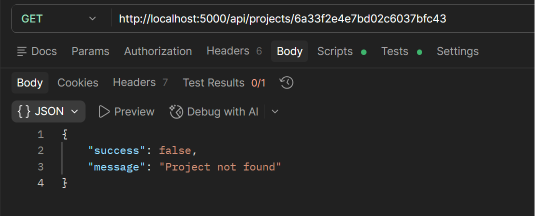 GET http://localhost:5000/api/projects/6a33f2e4e7bd02c6037bfc43
Docs Params Authorization Headers 6 Body Scripts Tests Settings
Body Cookies Headers 7 Test Results 0/1
{} JSON Preview Debug with AI
1 {
2 "success": false,
3 "message": "Project not found"
4 }